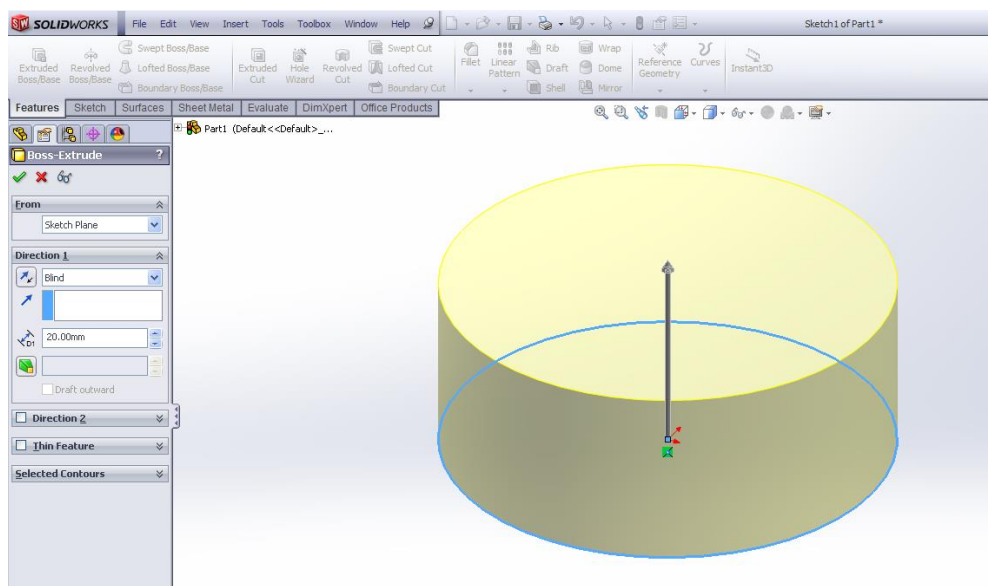 SOLIDWORKS File Edit View Insert Tools Toolbox Window Help Sketch1 of Part1 *
Extruded Boss/Base
Revolved Boss/Base
Swept Boss/Base
Lofted Boss/Base
Boundary Boss/Base
Extruded Cut
Hole Wizard
Revolved Cut
Swept Cut
Lofted Cut
Boundary Cut
Fillet
Linear Pattern
Rib
Draft
Shell
Wrap
Dome
Mirror
Reference Geometry
Curves
Instant3D
Features Sketch Surfaces Sheet Metal Evaluate DimXpert Office Products
Part1 (Default<<Default>_...
Boss-Extrude ?
From
Sketch Plane
Direction 1
Blind
D1 20.00mm
Draft outward
Direction 2
Thin Feature
Selected Contours